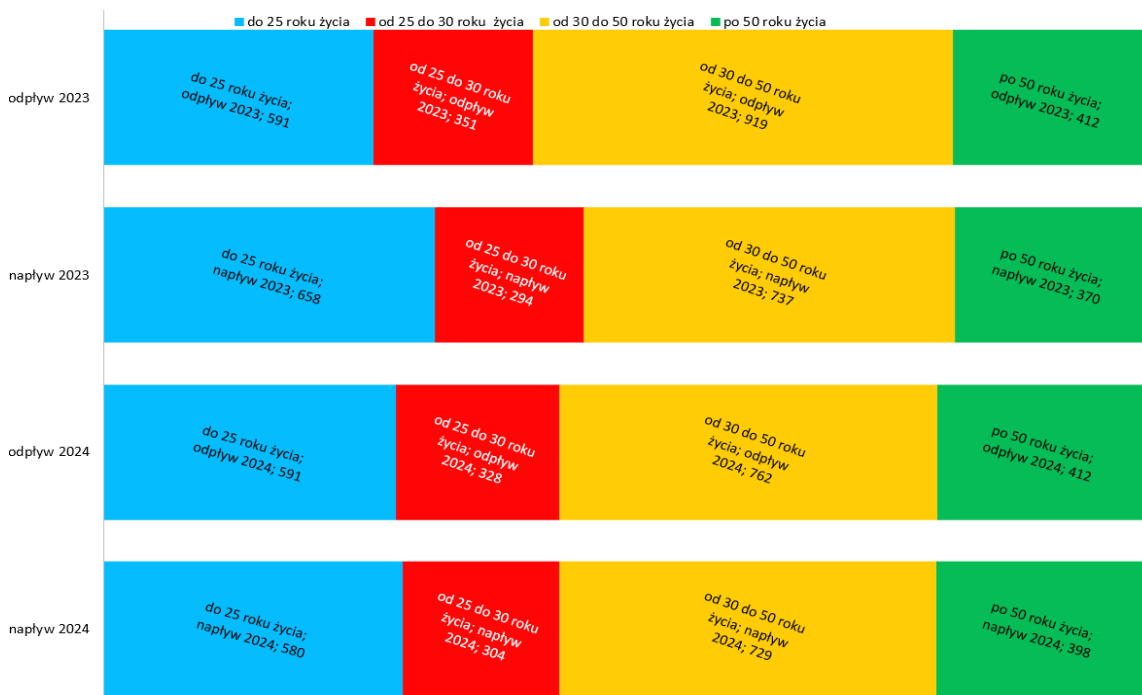 do 25 roku życia od 25 do 30 roku  życia od 30 do 50 roku życia po 50 roku życia
odpływ 2023
do 25 roku życia;
odpływ 2023; 591
od 25 do 30 roku
życia; odpływ
2023; 351
od 30 do 50 roku
życia; odpływ
2023; 919
po 50 roku życia;
odpływ 2023; 412
napływ 2023
do 25 roku życia;
napływ 2023; 658
od 25 do 30 roku
życia; napływ
2023; 294
od 30 do 50 roku
życia; napływ
2023; 737
po 50 roku życia;
napływ 2023; 370
odpływ 2024
do 25 roku życia;
odpływ 2024; 591
od 25 do 30 roku
życia; odpływ
2024; 328
od 30 do 50 roku
życia; odpływ
2024; 762
po 50 roku życia;
odpływ 2024; 412
napływ 2024
do 25 roku życia;
napływ 2024; 580
od 25 do 30 roku
życia; napływ
2024; 304
od 30 do 50 roku
życia; napływ
2024; 729
po 50 roku życia;
napływ 2024; 398